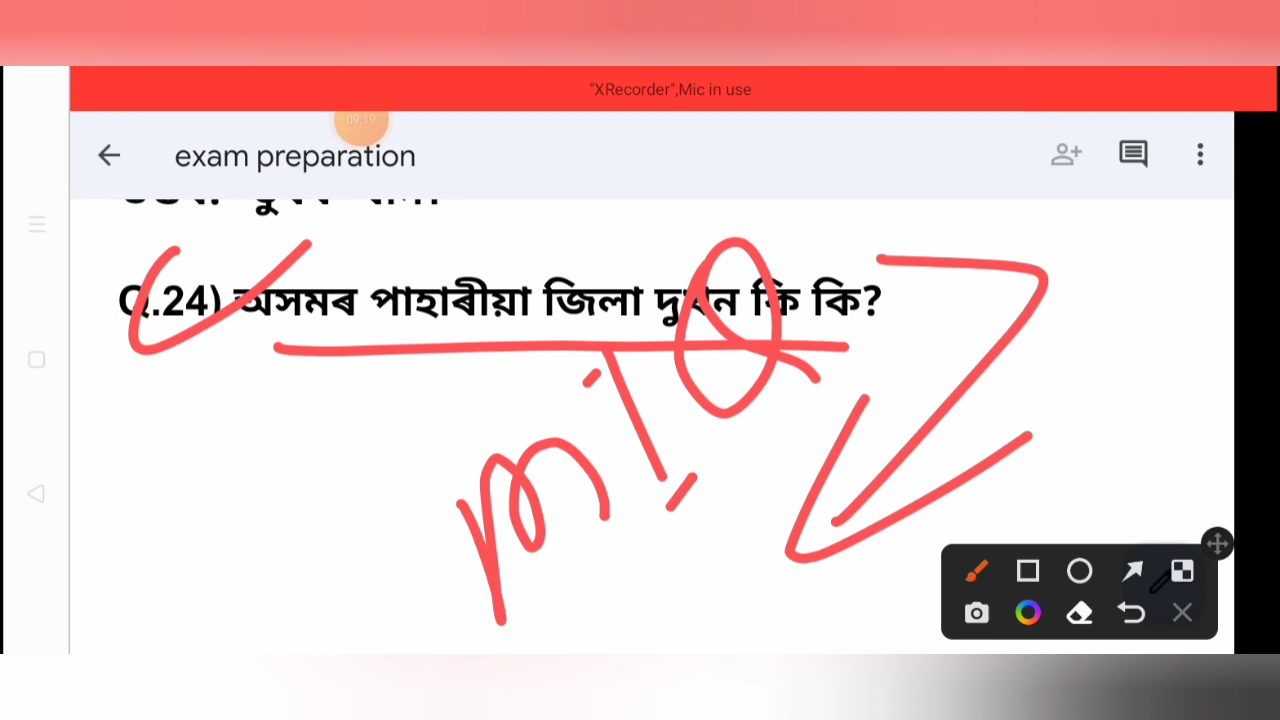 "XRecorder",Mic in use
09:19
exam preparation
Q.24) অসমৰ পাহাৰীয়া জিলা দুখন কি কি?